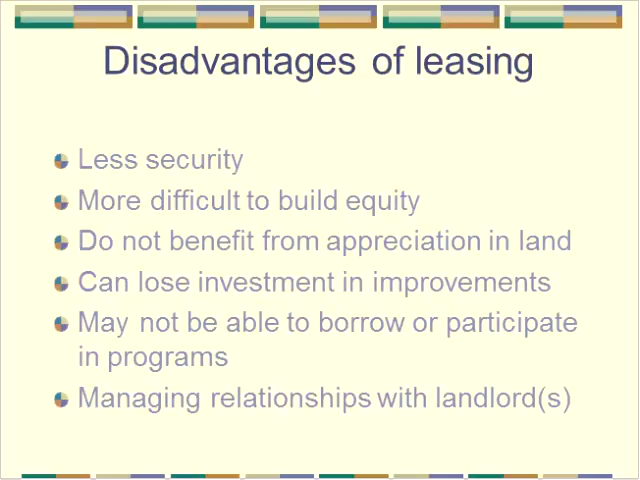 Disadvantages of leasing
Less security
More difficult to build equity
Do not benefit from appreciation in land
Can lose investment in improvements
May not be able to borrow or participate
in programs
Managing relationships with landlord(s)